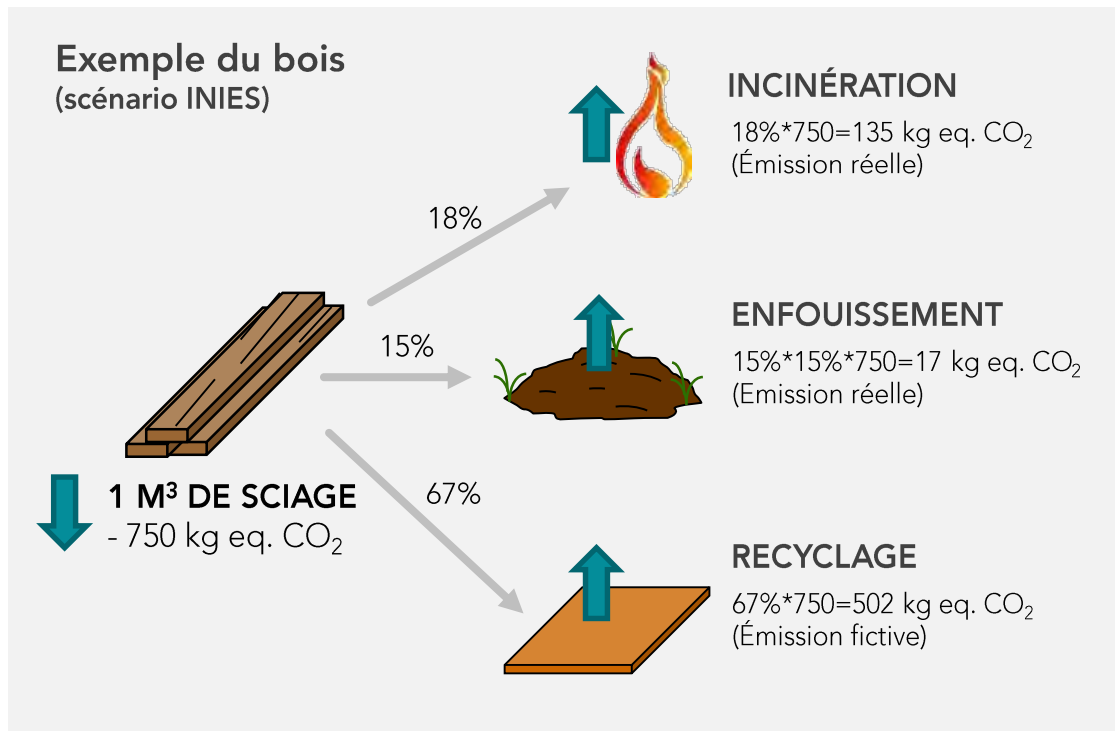 Exemple du bois
(scénario INIES)
INCINÉRATION
18%*750=135 kg eq. CO₂
(Émission réelle)
18%
ENFOUISSEMENT
15%*15%*750=17 kg eq. CO₂
(Emission réelle)
15%
1 M³ DE SCIAGE
- 750 kg eq. CO₂
67%
RECYCLAGE
67%*750=502 kg eq. CO₂
(Émission fictive)